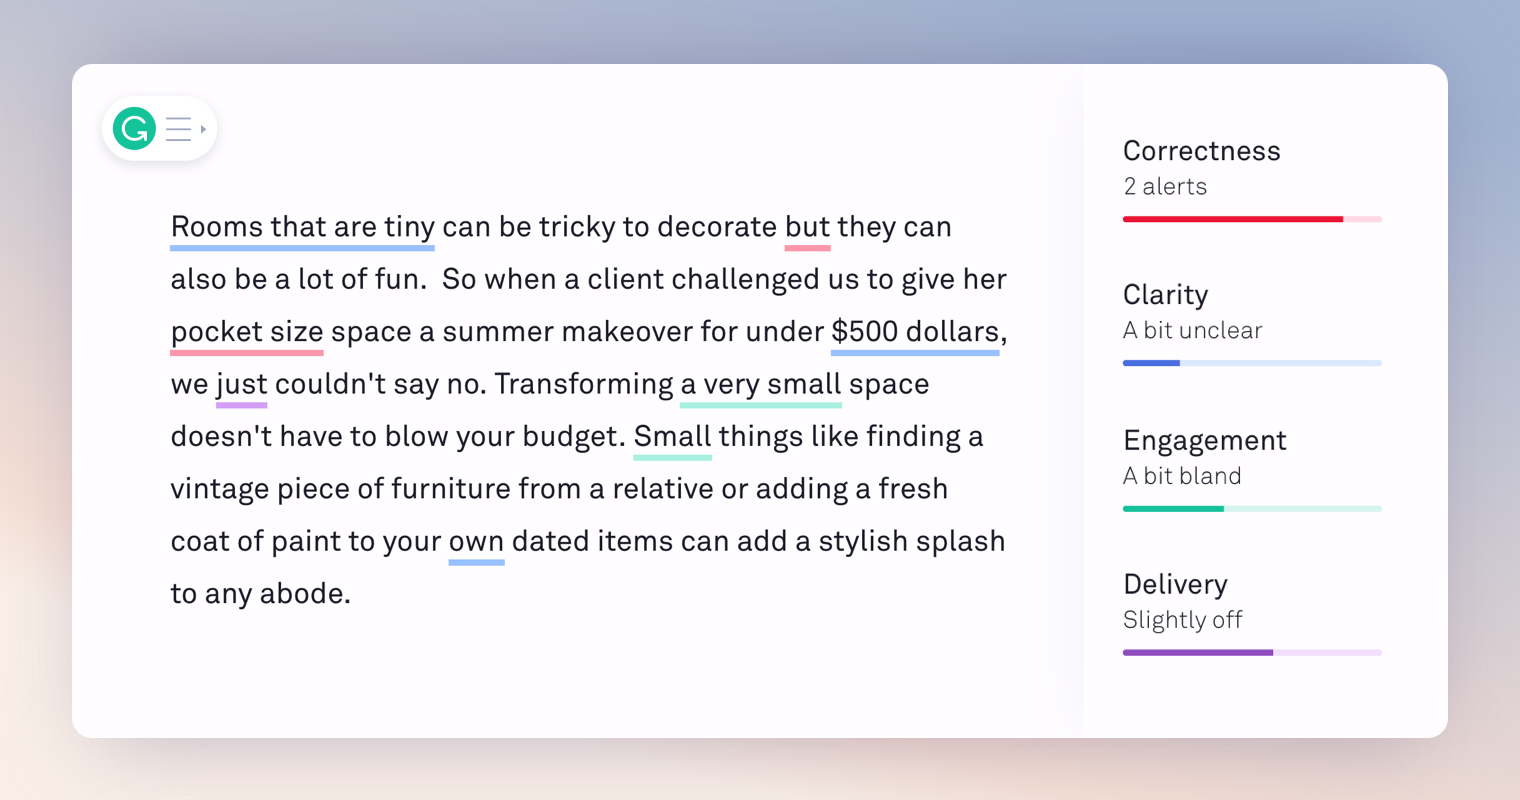 Rooms that are tiny can be tricky to decorate but they can
also be a lot of fun.  So when a client challenged us to give her
pocket size space a summer makeover for under $500 dollars,
we just couldn't say no. Transforming a very small space
doesn't have to blow your budget. Small things like finding a
vintage piece of furniture from a relative or adding a fresh
coat of paint to your own dated items can add a stylish splash
to any abode.
Correctness
2 alerts
Clarity
A bit unclear
Engagement
A bit bland
Delivery
Slightly off